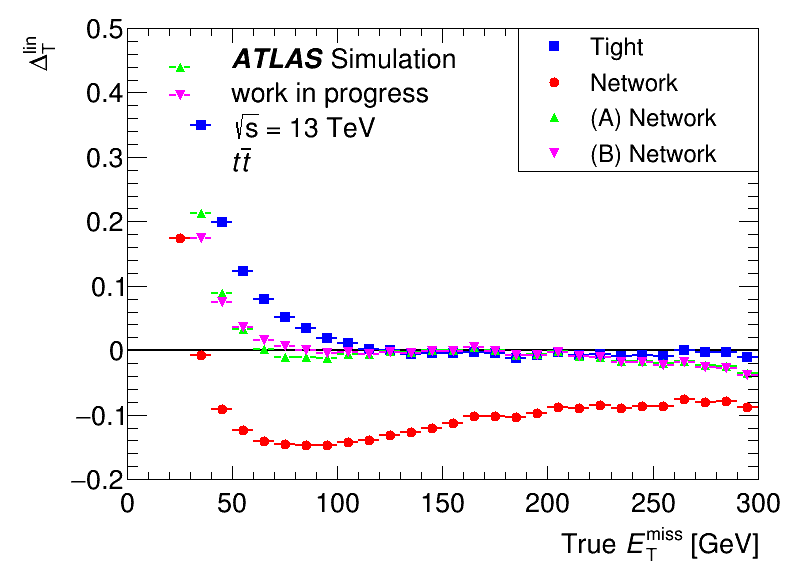 Δ_T^lin
0.5
0.4
0.3
0.2
0.1
0
−0.1
−0.2
ATLAS Simulation
work in progress
√s = 13 TeV
tt̅
Tight
Network
(A) Network
(B) Network
0 50 100 150 200 250 300
True E_T^miss [GeV]